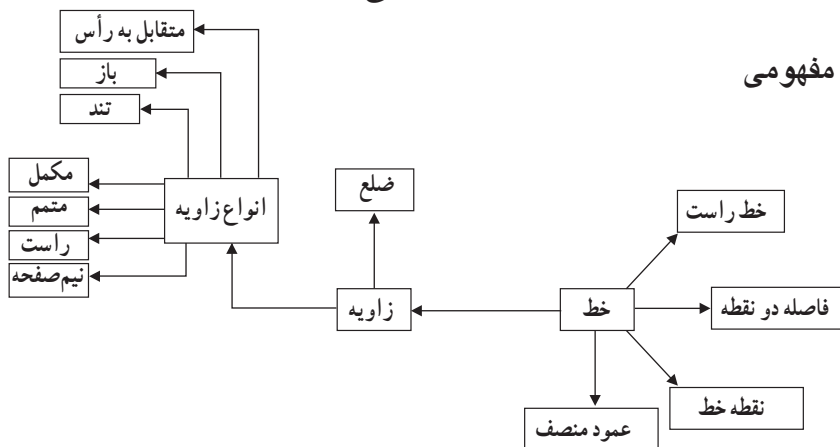 مفهومی
متقابل به رأس
باز
تند
مکمل
متمم
راست
نیم‌صفحه
انواع زاویه
ضلع
زاویه
خط
خط راست
فاصله دو نقطه
نقطه خط
عمود منصف